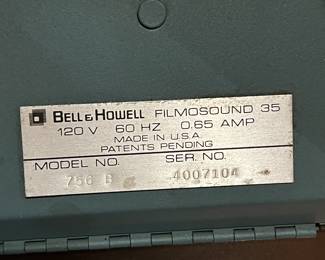 BELL & HOWELL FILMOSOUND 35
120 V 60 HZ 0.65 AMP
MADE IN U.S.A.
PATENTS PENDING
MODEL NO. SER. NO.
756 B 4007104